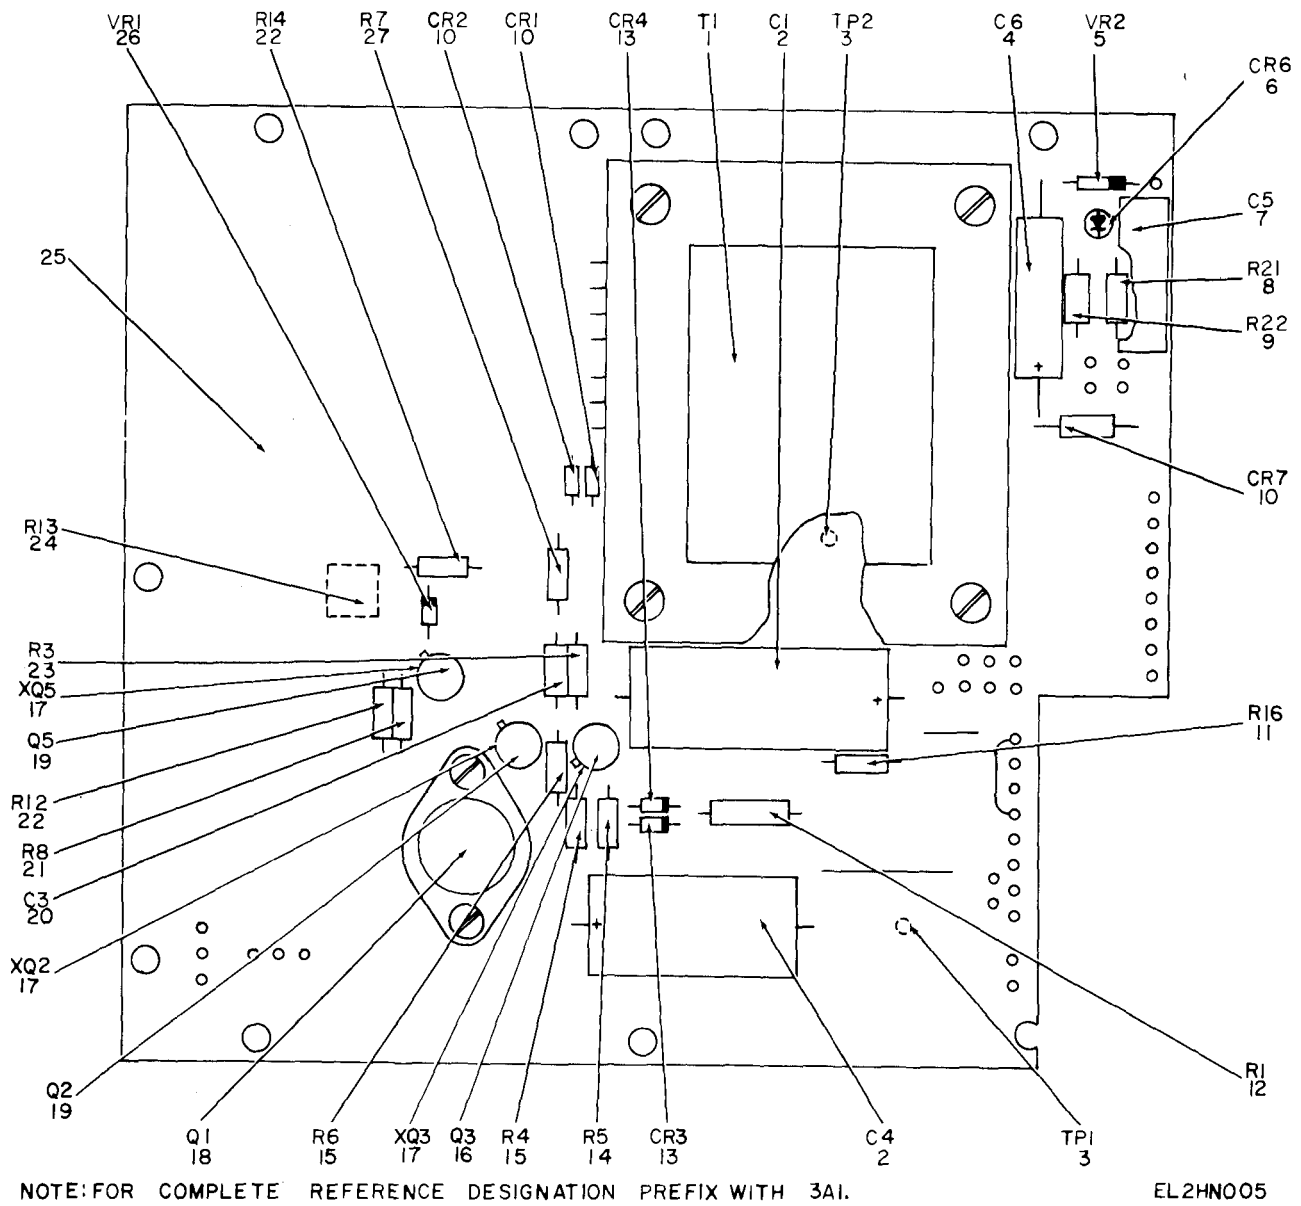 VR1 R14 R7 CR2 CR1 CR4 T1 C1 TP2 C6 VR2
26 22 27 10 10 13 1 2 3 4 5
CR6
6
C5
7
25
R21
8
R22
9
+
CR7
10
R13
24
R3
23
XQ5
17
+
R16
11
Q5
19
R12
22
R8
21
C3
20
+
XQ2
17
R1
12
Q2
19
Q1 R6 XQ3 Q3 R4 R5 CR3 C4 TP1
18 15 17 16 15 14 13 2 3
NOTE: FOR COMPLETE REFERENCE DESIGNATION PREFIX WITH 3A1. EL2HN005